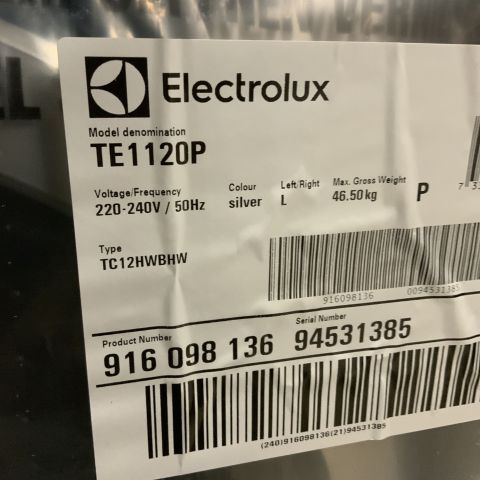 Electrolux
Model denomination
TE1120P
Voltage/Frequency Colour Left/Right Max. Gross Weight
220-240V / 50Hz silver L 46.50 kg P
Type
TC12HWBHW
916098136 0094531385
Product Number Serial Number
916 098 136 94531385
(240)916098136(21)94531385